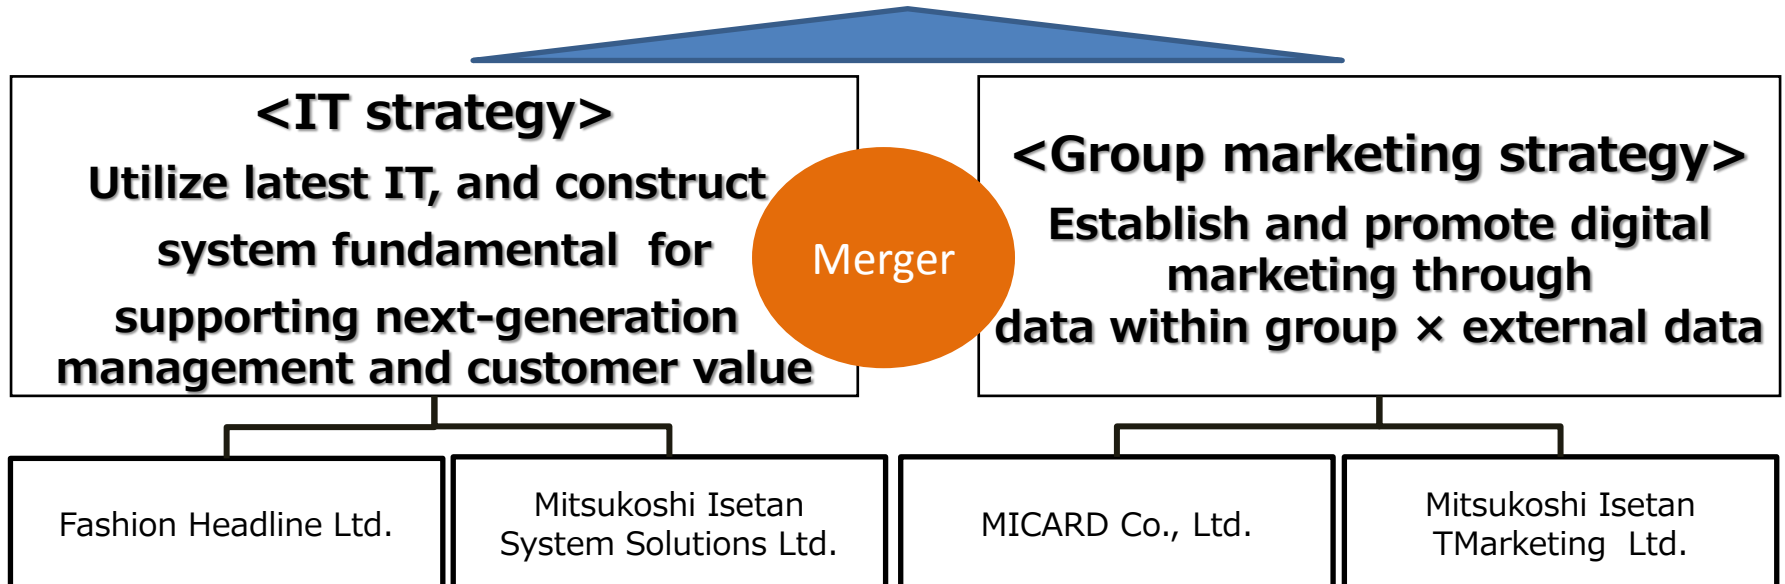 <IT strategy>
Utilize latest IT, and construct
system fundamental for
supporting next-generation
management and customer value
Merger
<Group marketing strategy>
Establish and promote digital
marketing through
data within group × external data
Fashion Headline Ltd.
Mitsukoshi Isetan
System Solutions Ltd.
MICARD Co., Ltd.
Mitsukoshi Isetan
TMarketing Ltd.